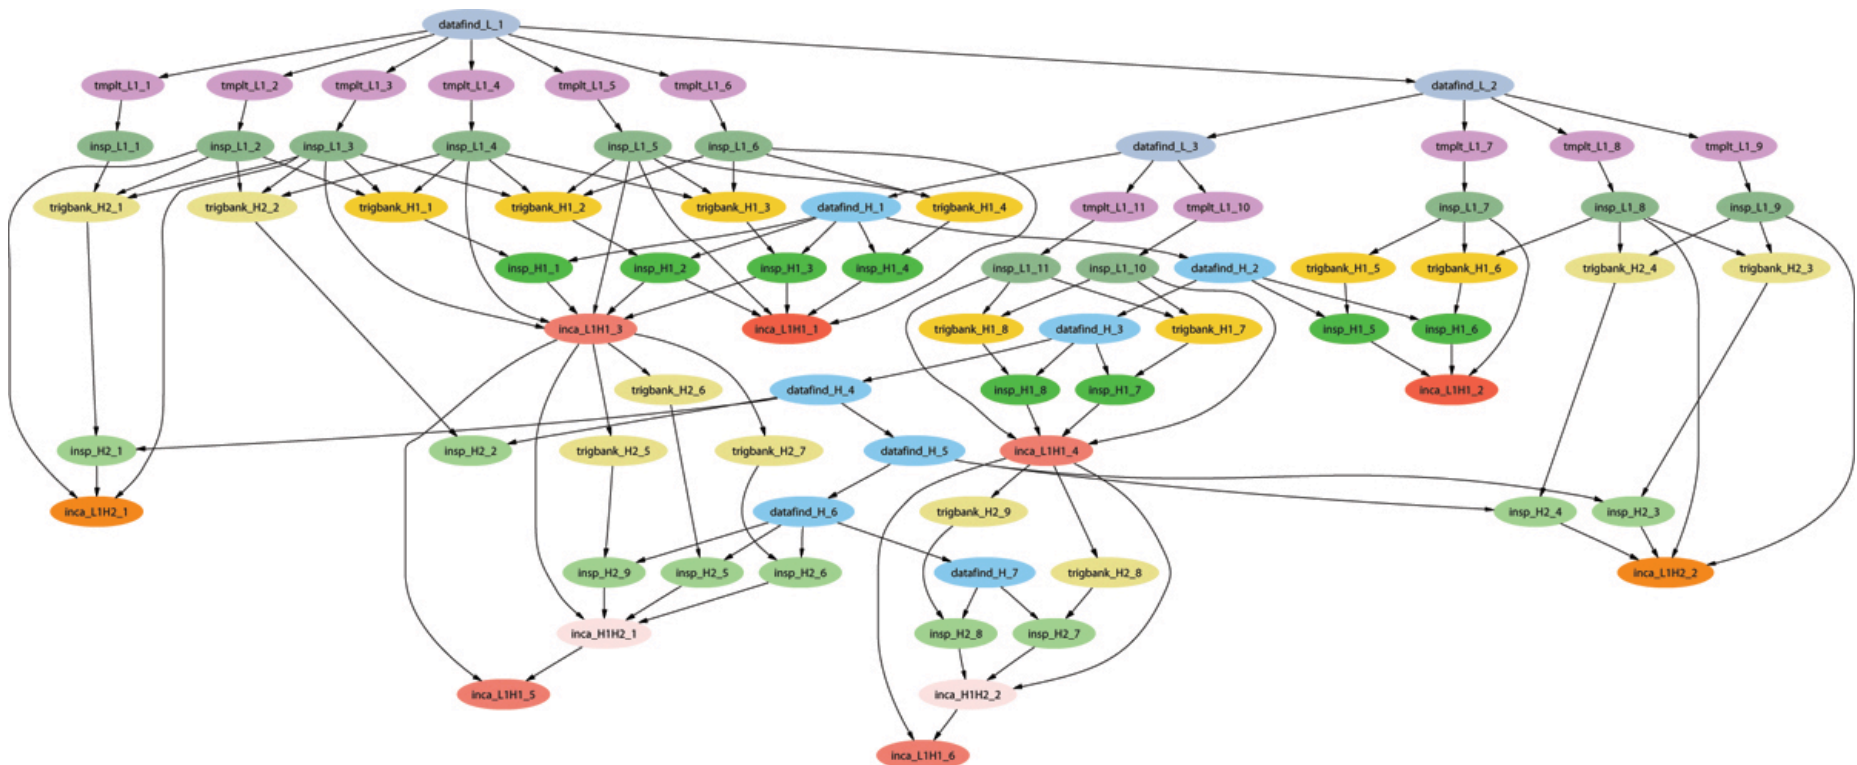 datafind_L_1
tmplt_L1_1 tmplt_L1_2 tmplt_L1_3 tmplt_L1_4 tmplt_L1_5 tmplt_L1_6 datafind_L_2
insp_L1_1 insp_L1_2 insp_L1_3 insp_L1_4 insp_L1_5 insp_L1_6 datafind_L_3 tmplt_L1_7 tmplt_L1_8 tmplt_L1_9
trigbank_H2_1 trigbank_H2_2 trigbank_H1_1 trigbank_H1_2 trigbank_H1_3 datafind_H_1 trigbank_H1_4 tmplt_L1_11 tmplt_L1_10 insp_L1_7 insp_L1_8 insp_L1_9
insp_H1_1 insp_H1_2 insp_H1_3 insp_H1_4 insp_L1_11 insp_L1_10 datafind_H_2 trigbank_H1_5 trigbank_H1_6 trigbank_H2_4 trigbank_H2_3
inca_L1H1_3 inca_L1H1_1 trigbank_H1_8 datafind_H_3 trigbank_H1_7 insp_H1_5 insp_H1_6
trigbank_H2_6 datafind_H_4 insp_H1_8 insp_H1_7 inca_L1H1_2
insp_H2_1 insp_H2_2 trigbank_H2_5 trigbank_H2_7 datafind_H_5 inca_L1H1_4
inca_L1H2_1 datafind_H_6 trigbank_H2_9 insp_H2_4 insp_H2_3
insp_H2_9 insp_H2_5 insp_H2_6 datafind_H_7 trigbank_H2_8 inca_L1H2_2
inca_H1H2_1 insp_H2_8 insp_H2_7
inca_L1H1_5 inca_H1H2_2
inca_L1H1_6